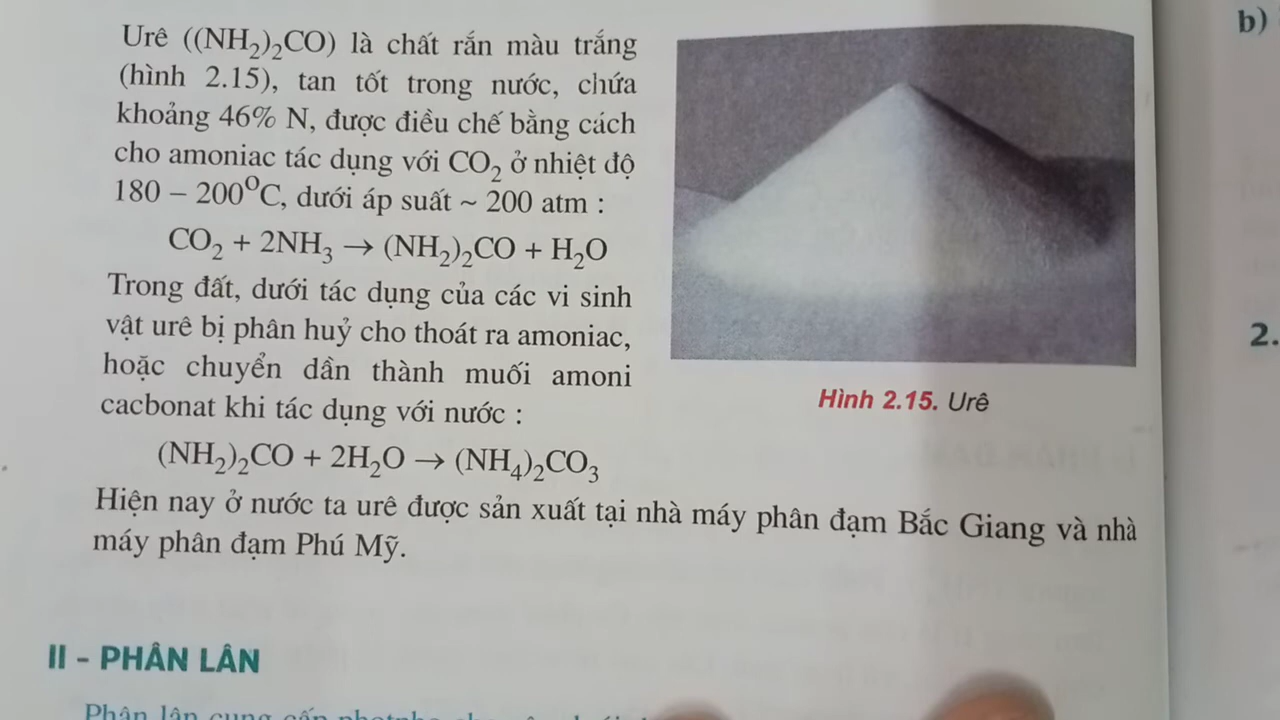 Urê ((NH₂)₂CO) là chất rắn màu trắng
(hình 2.15), tan tốt trong nước, chứa
khoảng 46% N, được điều chế bằng cách
cho amoniac tác dụng với CO₂ ở nhiệt độ
180 – 200°C, dưới áp suất ~ 200 atm :
CO₂ + 2NH₃ → (NH₂)₂CO + H₂O
Trong đất, dưới tác dụng của các vi sinh
vật urê bị phân huỷ cho thoát ra amoniac,
hoặc chuyển dần thành muối amoni
cacbonat khi tác dụng với nước :
(NH₂)₂CO + 2H₂O → (NH₄)₂CO₃
Hình 2.15. Urê
Hiện nay ở nước ta urê được sản xuất tại nhà máy phân đạm Bắc Giang và nhà
máy phân đạm Phú Mỹ.
II - PHÂN LÂN
Phân lân cung cấp photpho
b)
2.